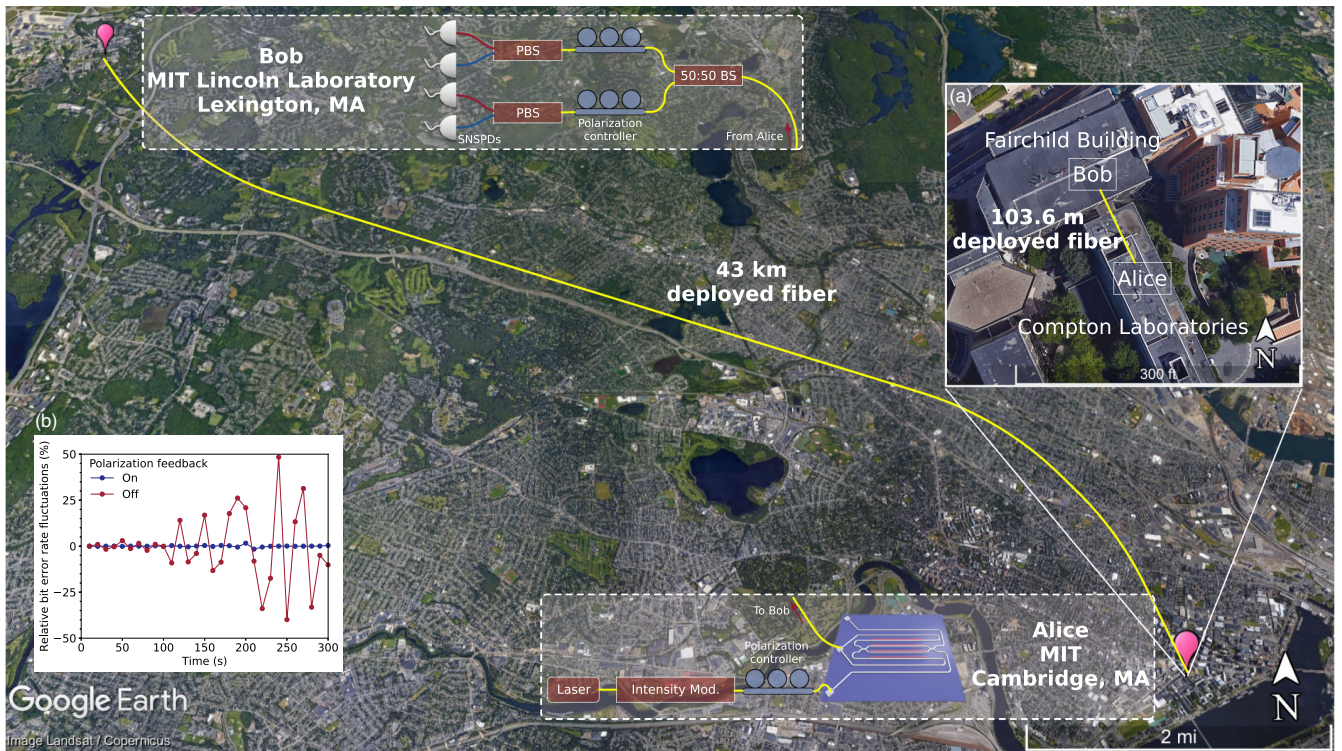 Bob
MIT Lincoln Laboratory
Lexington, MA
PBS
PBS
SNSPDs
Polarization
controller
50:50 BS
From Alice
(a)
Fairchild Building
Bob
103.6 m
deployed fiber
Alice
Compton Laboratories
N
300 ft
43 km
deployed fiber
(b)
Relative bit error rate fluctuations (%)
50
25
0
−25
−50
Polarization feedback
On
Off
0 50 100 150 200 250 300
Time (s)
To Bob
Polarization
controller
Laser
Intensity Mod.
Alice
MIT
Cambridge, MA
N
2 mi
Google Earth
Image Landsat / Copernicus